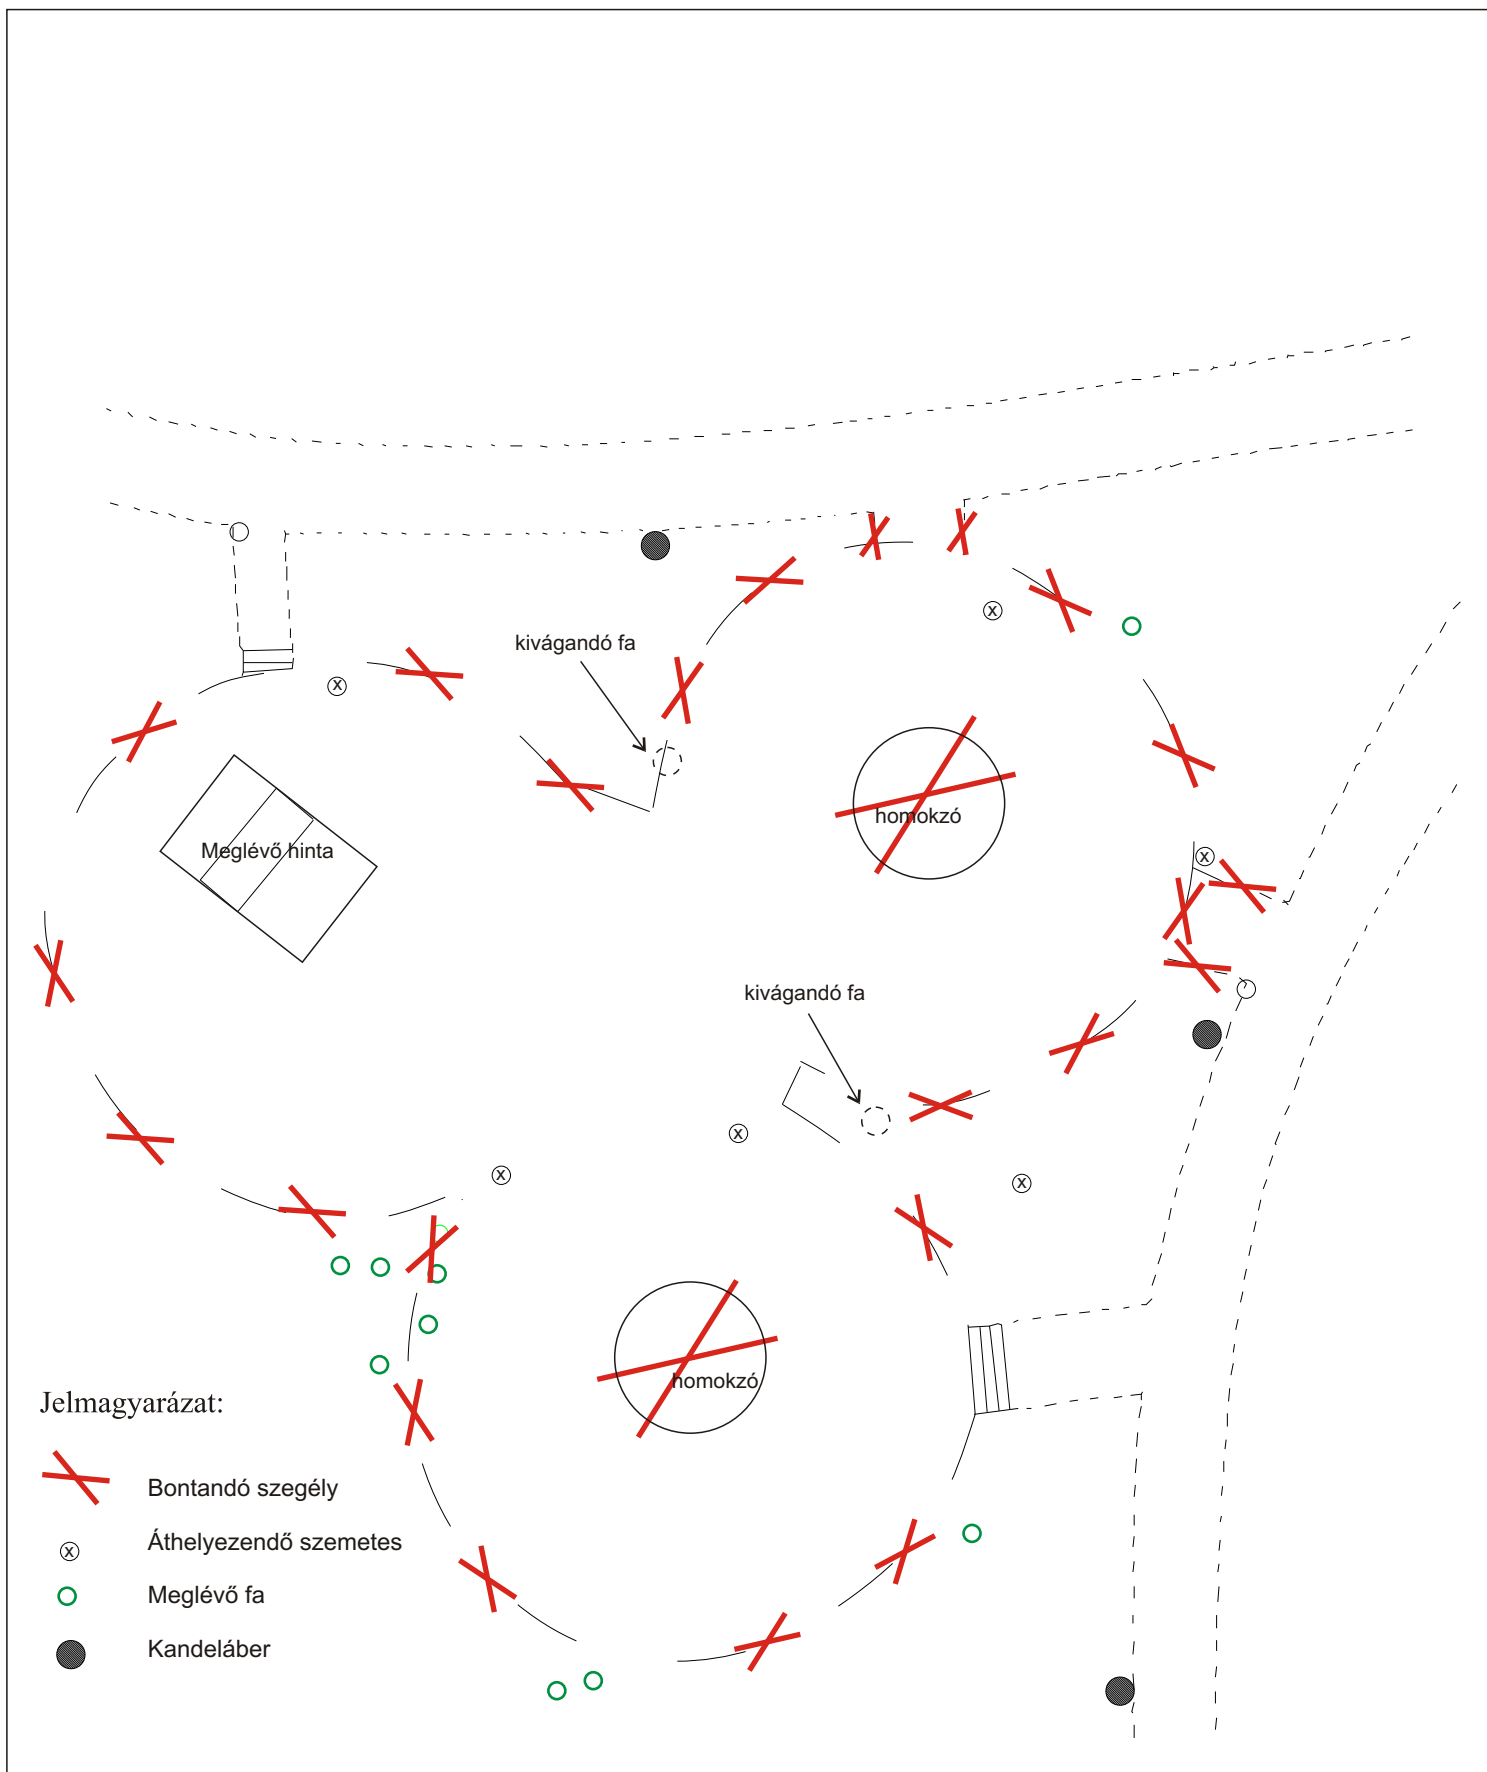 kivágandó fa
homokzó
Meglévő hinta
kivágandó fa
homokzó
Jelmagyarázat:
Bontandó szegély
Áthelyezendő szemetes
Meglévő fa
Kandeláber
x
x
x
x
x
x
x